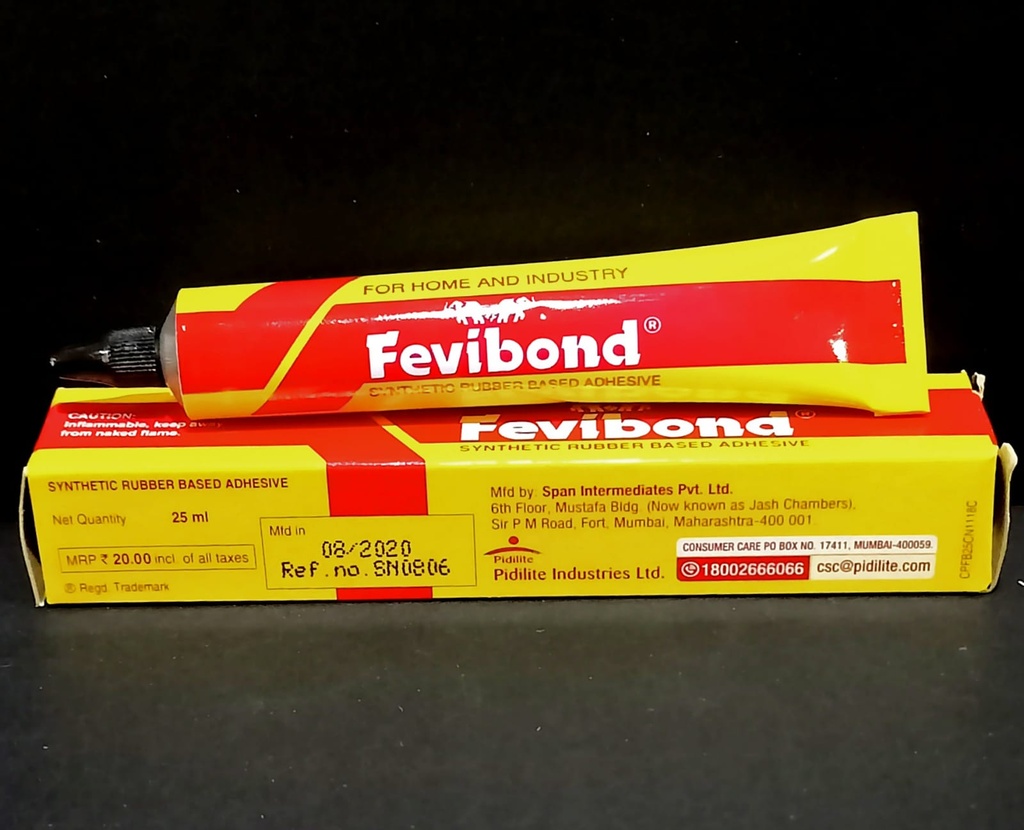 FOR HOME AND INDUSTRY
Fevibond®
SYNTHETIC RUBBER BASED ADHESIVE
CAUTION:
Inflammable, keep away
from naked flame.
Fevibond®
SYNTHETIC RUBBER BASED ADHESIVE
SYNTHETIC RUBBER BASED ADHESIVE
Net Quantity 25 ml
MRP ₹ 20.00 incl. of all taxes
® Regd. Trademark
Mfd in
08/2020
Ref.no.SN0806
Mfd by: Span Intermediates Pvt. Ltd.
6th Floor, Mustafa Bldg. (Now known as Jash Chambers),
Sir P M Road, Fort, Mumbai, Maharashtra-400 001.
Pidilite
Pidilite Industries Ltd.
CONSUMER CARE PO BOX NO. 17411, MUMBAI-400059.
18002666066 csc@pidilite.com
CPFB25CN1118C